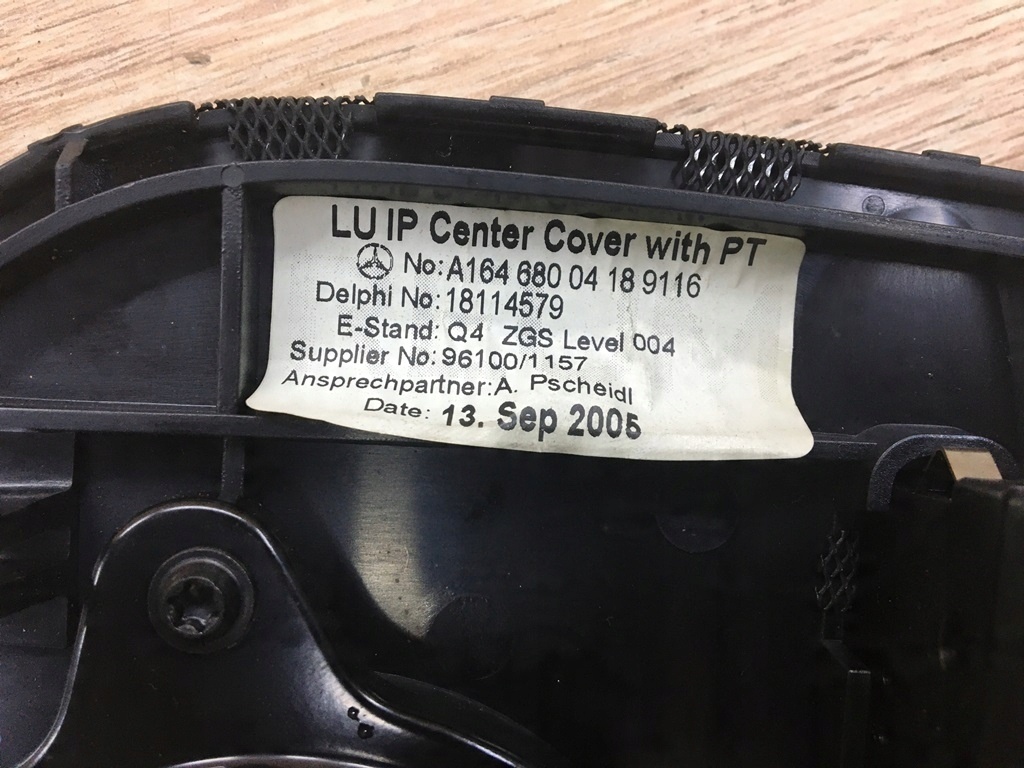 LU IP Center Cover with PT
No: A164 680 04 18 9116
Delphi No: 18114579
E-Stand: Q4 ZGS Level 004
Supplier No: 96100/1157
Ansprechpartner: A. Pscheidl
Date: 13. Sep 2005